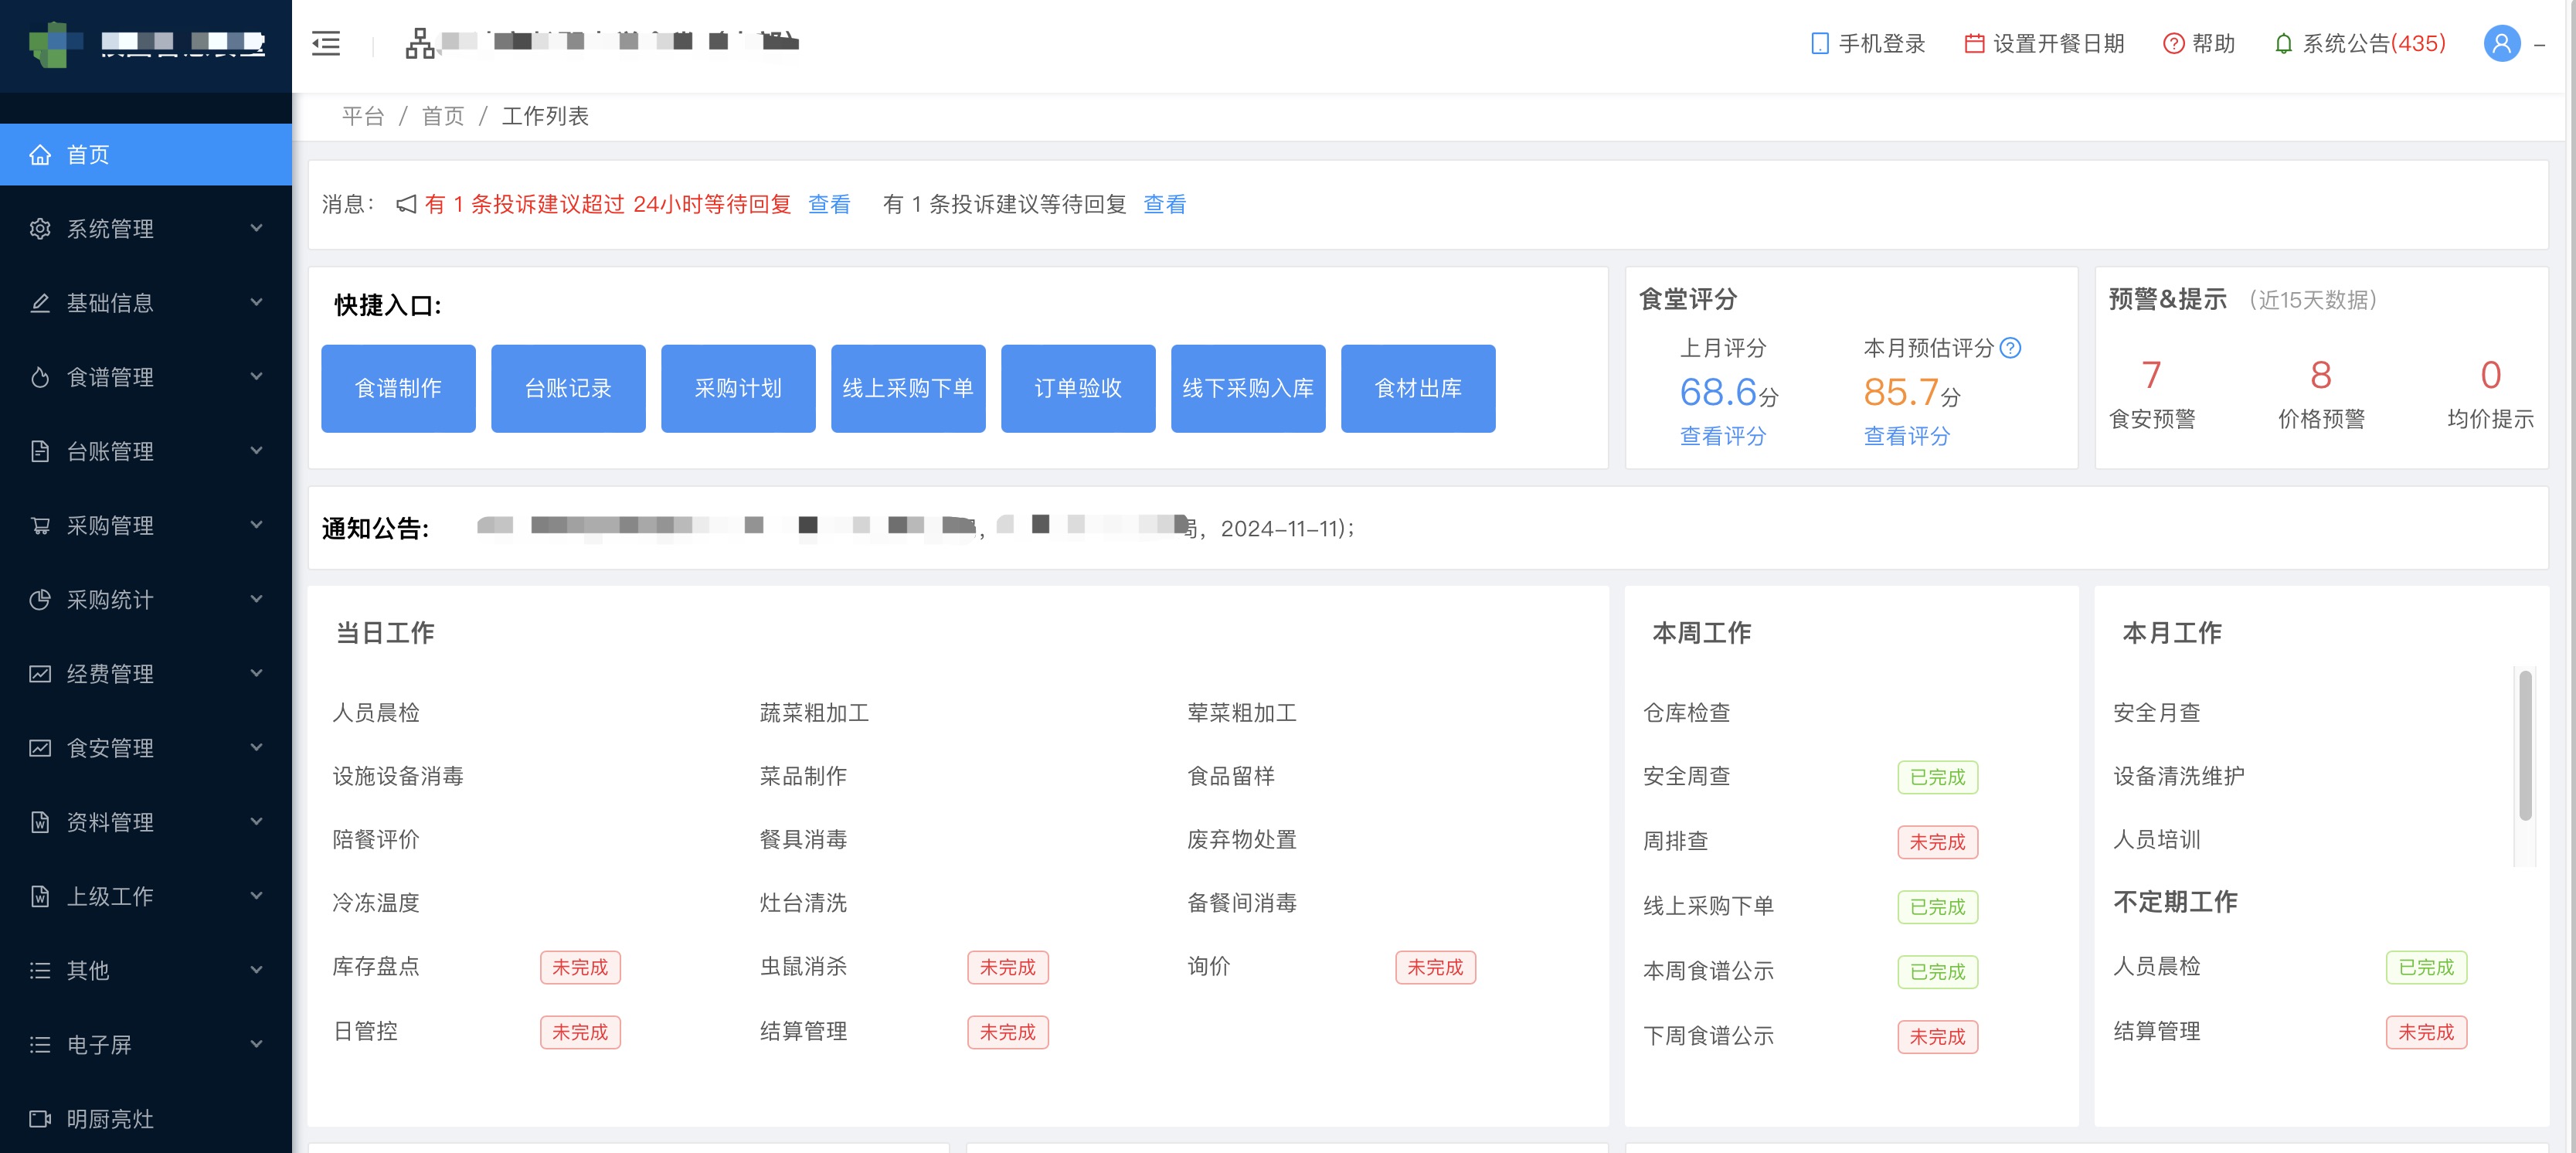 手机登录 设置开餐日期 帮助 系统公告(435)
平台 / 首页 / 工作列表
首页
系统管理
基础信息
食谱管理
台账管理
采购管理
采购统计
经费管理
食安管理
资料管理
上级工作
其他
电子屏
明厨亮灶
消息： 有 1 条投诉建议超过 24小时等待回复 查看 有 1 条投诉建议等待回复 查看
快捷入口:
食谱制作 台账记录 采购计划 线上采购下单 订单验收 线下采购入库 食材出库
食堂评分
上月评分 本月预估评分
68.6分 85.7分
查看评分 查看评分
预警&提示 (近15天数据)
7 8 0
食安预警 价格预警 均价提示
通知公告: , 局，2024-11-11);
当日工作
人员晨检 蔬菜粗加工 荤菜粗加工
设施设备消毒 菜品制作 食品留样
陪餐评价 餐具消毒 废弃物处置
冷冻温度 灶台清洗 备餐间消毒
库存盘点 未完成 虫鼠消杀 未完成 询价 未完成
日管控 未完成 结算管理 未完成
本周工作
仓库检查
安全周查 已完成
周排查 未完成
线上采购下单 已完成
本周食谱公示 已完成
下周食谱公示 未完成
本月工作
安全月查
设备清洗维护
人员培训
不定期工作
人员晨检 已完成
结算管理 未完成